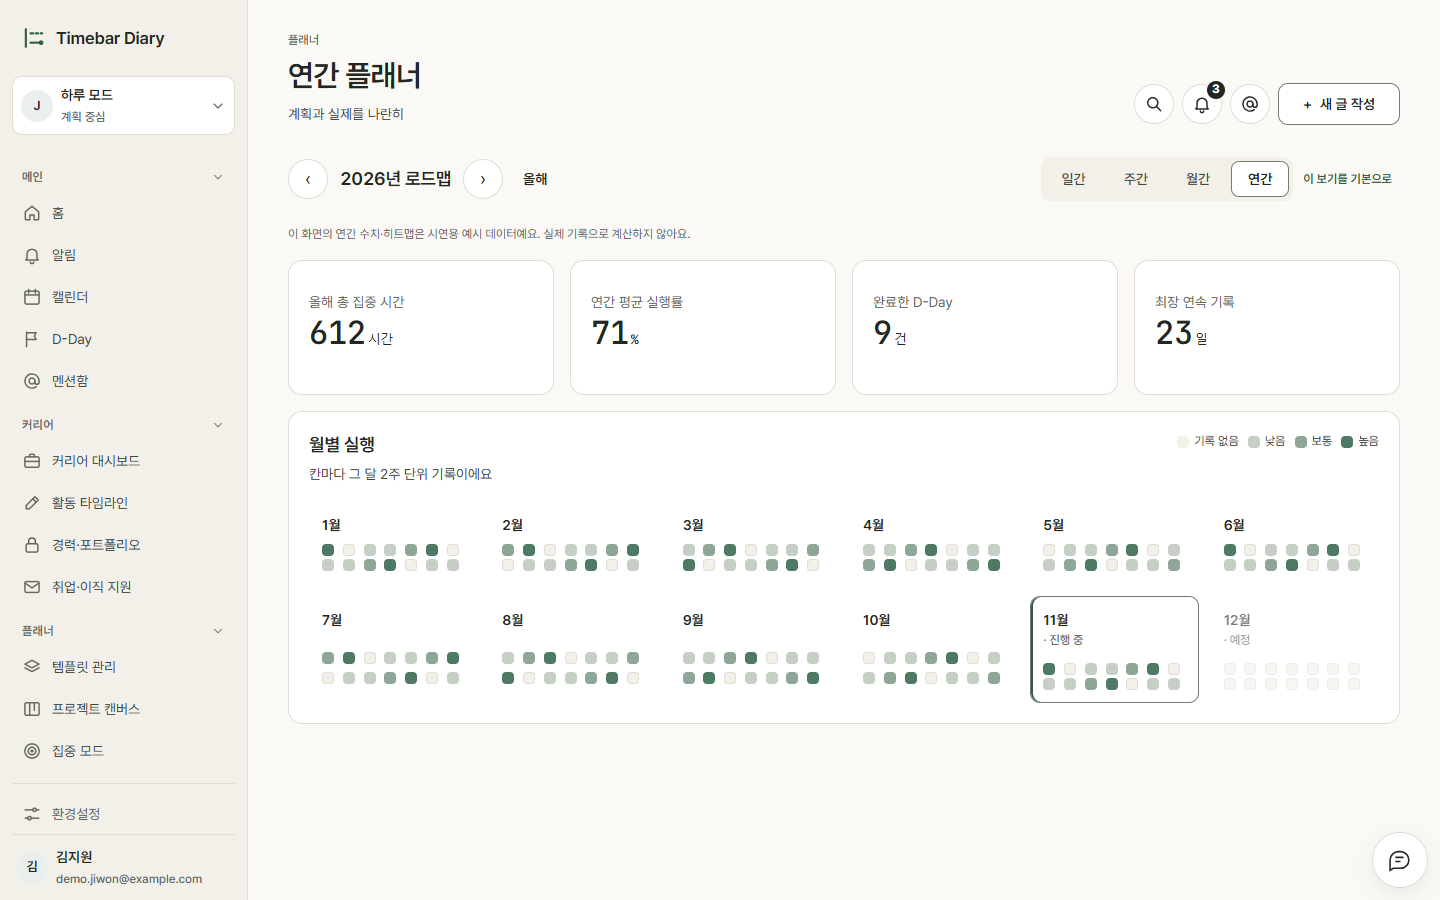 Timebar Diary
J
하루 모드
계획 중심
메인
홈
알림
캘린더
D-Day
멘션함
커리어
커리어 대시보드
활동 타임라인
경력·포트폴리오
취업·이직 지원
플래너
템플릿 관리
프로젝트 캔버스
집중 모드
환경설정
김
김지원
demo.jiwon@example.com
플래너
연간 플래너
계획과 실제를 나란히
3
+ 새 글 작성
‹ 2026년 로드맵 › 올해
일간 주간 월간 연간 이 보기를 기본으로
이 화면의 연간 수치·히트맵은 시연용 예시 데이터예요. 실제 기록으로 계산하지 않아요.
올해 총 집중 시간
612 시간
연간 평균 실행률
71%
완료한 D-Day
9 건
최장 연속 기록
23 일
월별 실행
칸마다 그 달 2주 단위 기록이에요
기록 없음 낮음 보통 높음
1월 2월 3월 4월 5월 6월
7월 8월 9월 10월 11월 12월
· 진행 중 · 예정